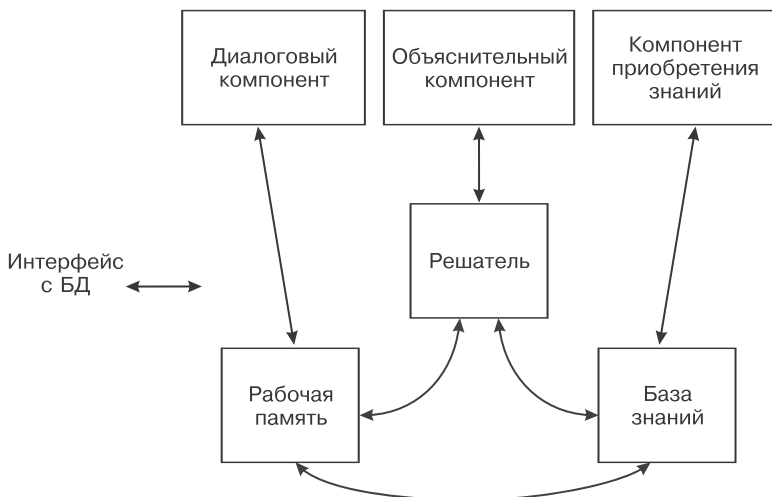 Диалоговый
компонент
Объяснительный
компонент
Компонент
приобретения
знаний
Решатель
Интерфейс
с БД
Рабочая
память
База
знаний